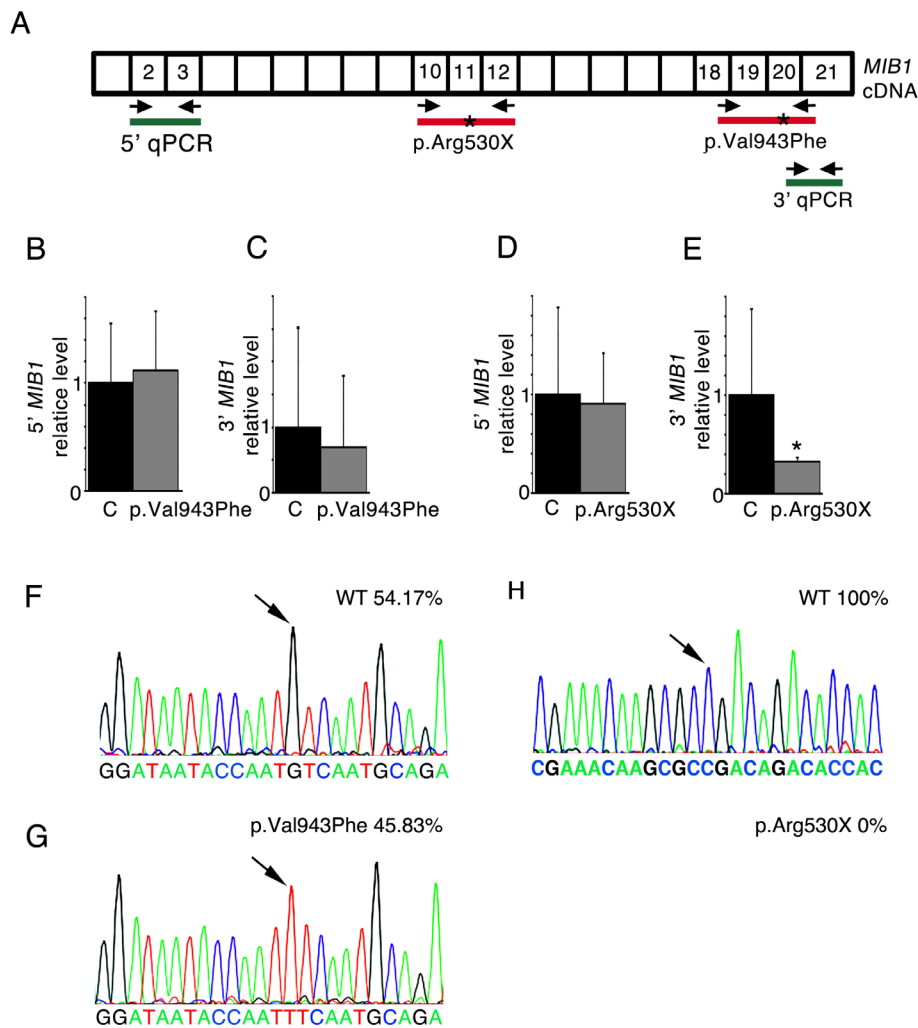 A
2 3 10 11 12 18 19 20 21 MIB1
cDNA
* *
5’ qPCR p.Arg530X p.Val943Phe
3’ qPCR
B C D E
5’ MIB1
relatice level
1
0
C p.Val943Phe
3’ MIB1
relative level
1
0
C p.Val943Phe
5’ MIB1
relative level
1
0
C p.Arg530X
3’ MIB1
relative level
1
0
*
C p.Arg530X
F WT 54.17%
GGATAATACCAATGTCAATGCAGA
H WT 100%
CGAAACAAGCGCCGACAGACACCAC
G p.Val943Phe 45.83%
GGATAATACCAATTTCAATGCAGA
p.Arg530X 0%